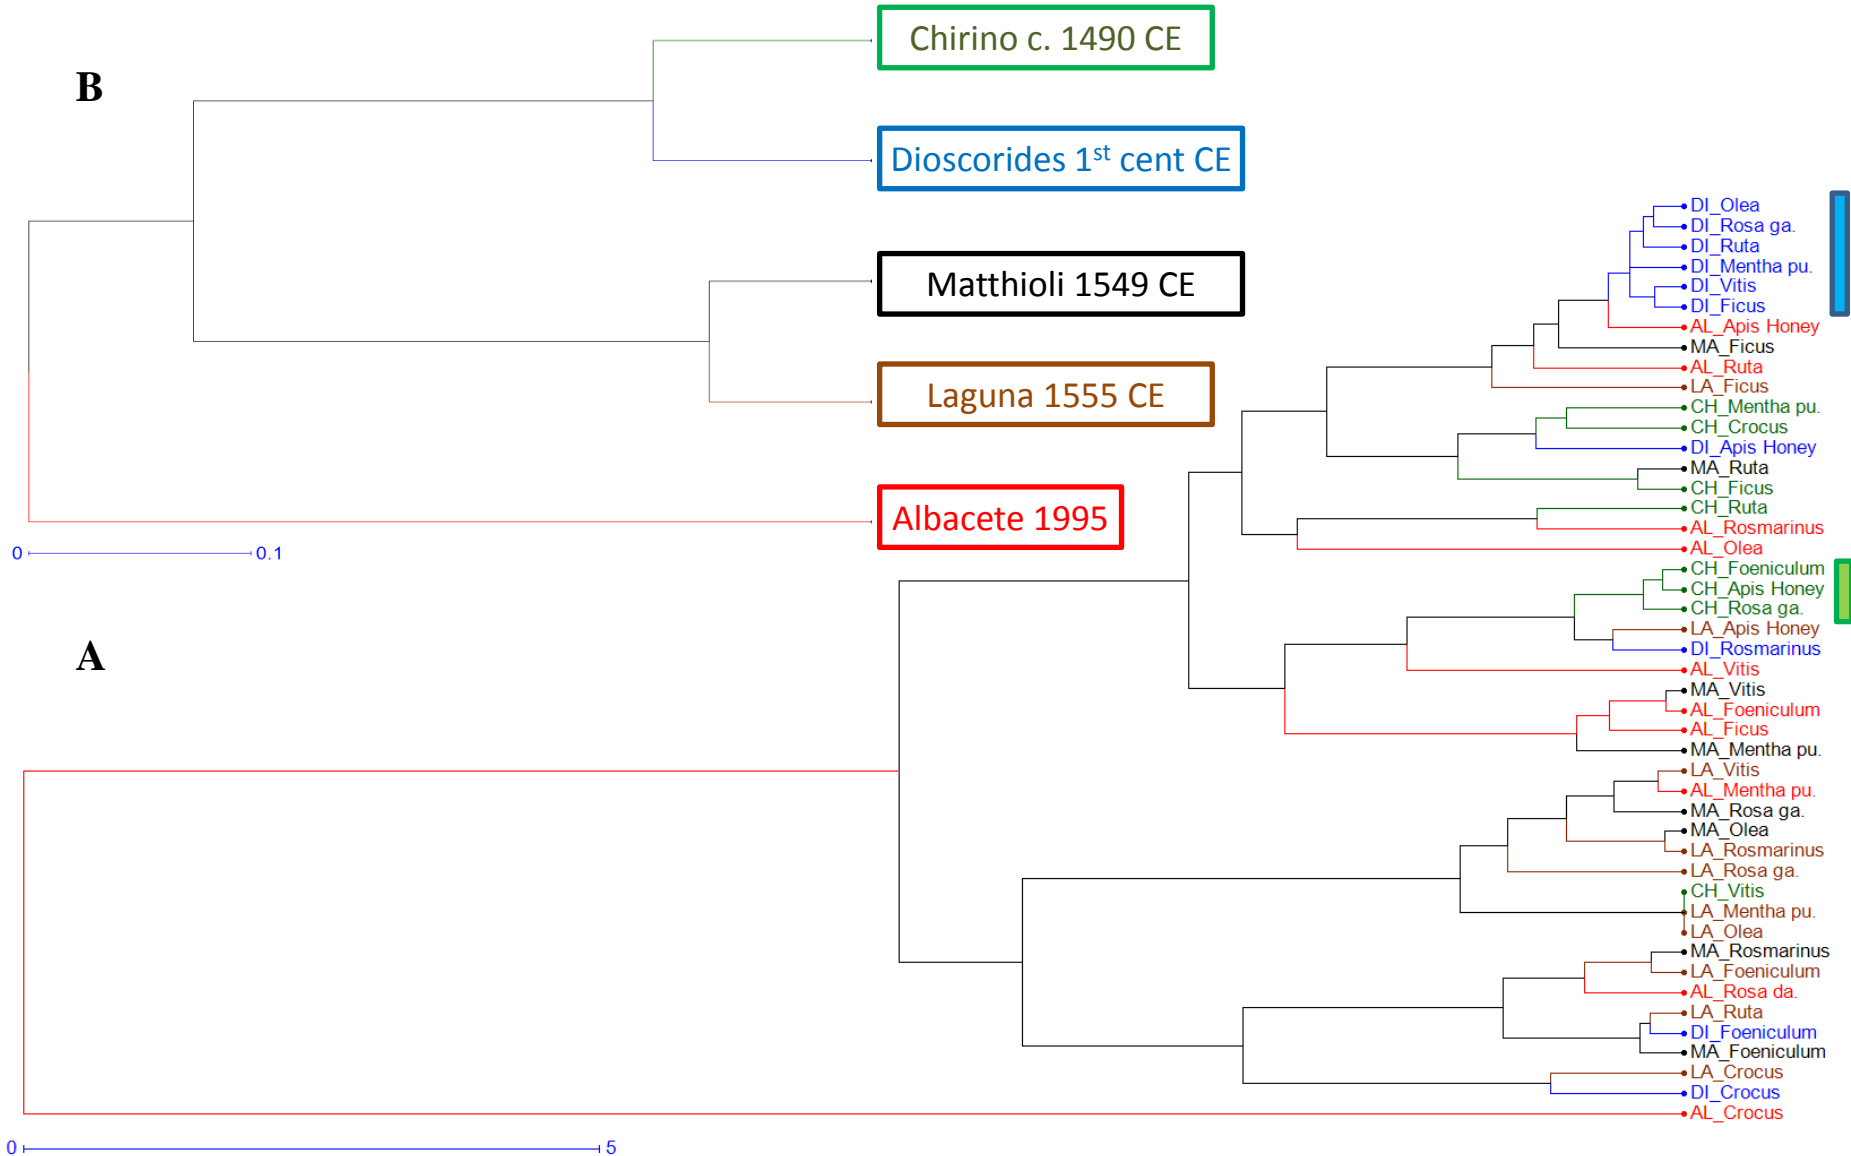 B
Chirino c. 1490 CE
Dioscorides 1st cent CE
Matthioli 1549 CE
Laguna 1555 CE
Albacete 1995
0 0.1
A
DI_Olea
DI_Rosa ga.
DI_Ruta
DI_Mentha pu.
DI_Vitis
DI_Ficus
AL_Apis Honey
MA_Ficus
AL_Ruta
LA_Ficus
CH_Mentha pu.
CH_Crocus
DI_Apis Honey
MA_Ruta
CH_Ficus
CH_Ruta
AL_Rosmarinus
AL_Olea
CH_Foeniculum
CH_Apis Honey
CH_Rosa ga.
LA_Apis Honey
DI_Rosmarinus
AL_Vitis
MA_Vitis
AL_Foeniculum
AL_Ficus
MA_Mentha pu.
LA_Vitis
AL_Mentha pu.
MA_Rosa ga.
MA_Olea
LA_Rosmarinus
LA_Rosa ga.
CH_Vitis
LA_Mentha pu.
LA_Olea
MA_Rosmarinus
LA_Foeniculum
AL_Rosa da.
LA_Ruta
DI_Foeniculum
MA_Foeniculum
LA_Crocus
DI_Crocus
AL_Crocus
0 5